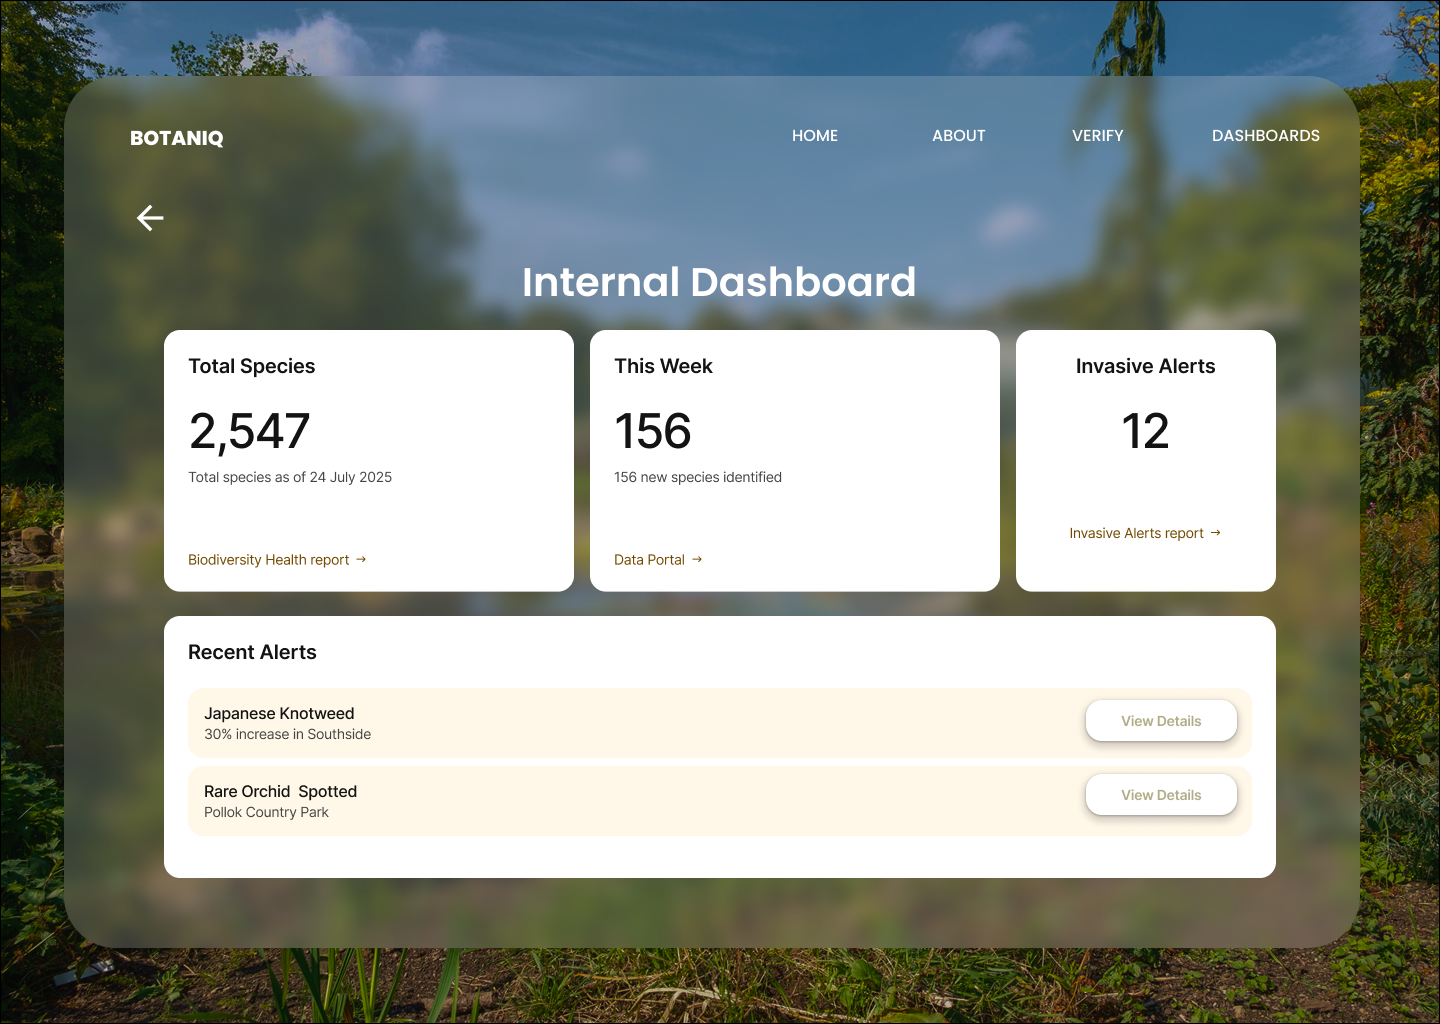 BOTANIQ
HOME
ABOUT
VERIFY
DASHBOARDS
Internal Dashboard
Total Species
2,547
Total species as of 24 July 2025
Biodiversity Health report →
This Week
156
156 new species identified
Data Portal →
Invasive Alerts
12
Invasive Alerts report →
Recent Alerts
Japanese Knotweed
30% increase in Southside
View Details
Rare Orchid  Spotted
Pollok Country Park
View Details